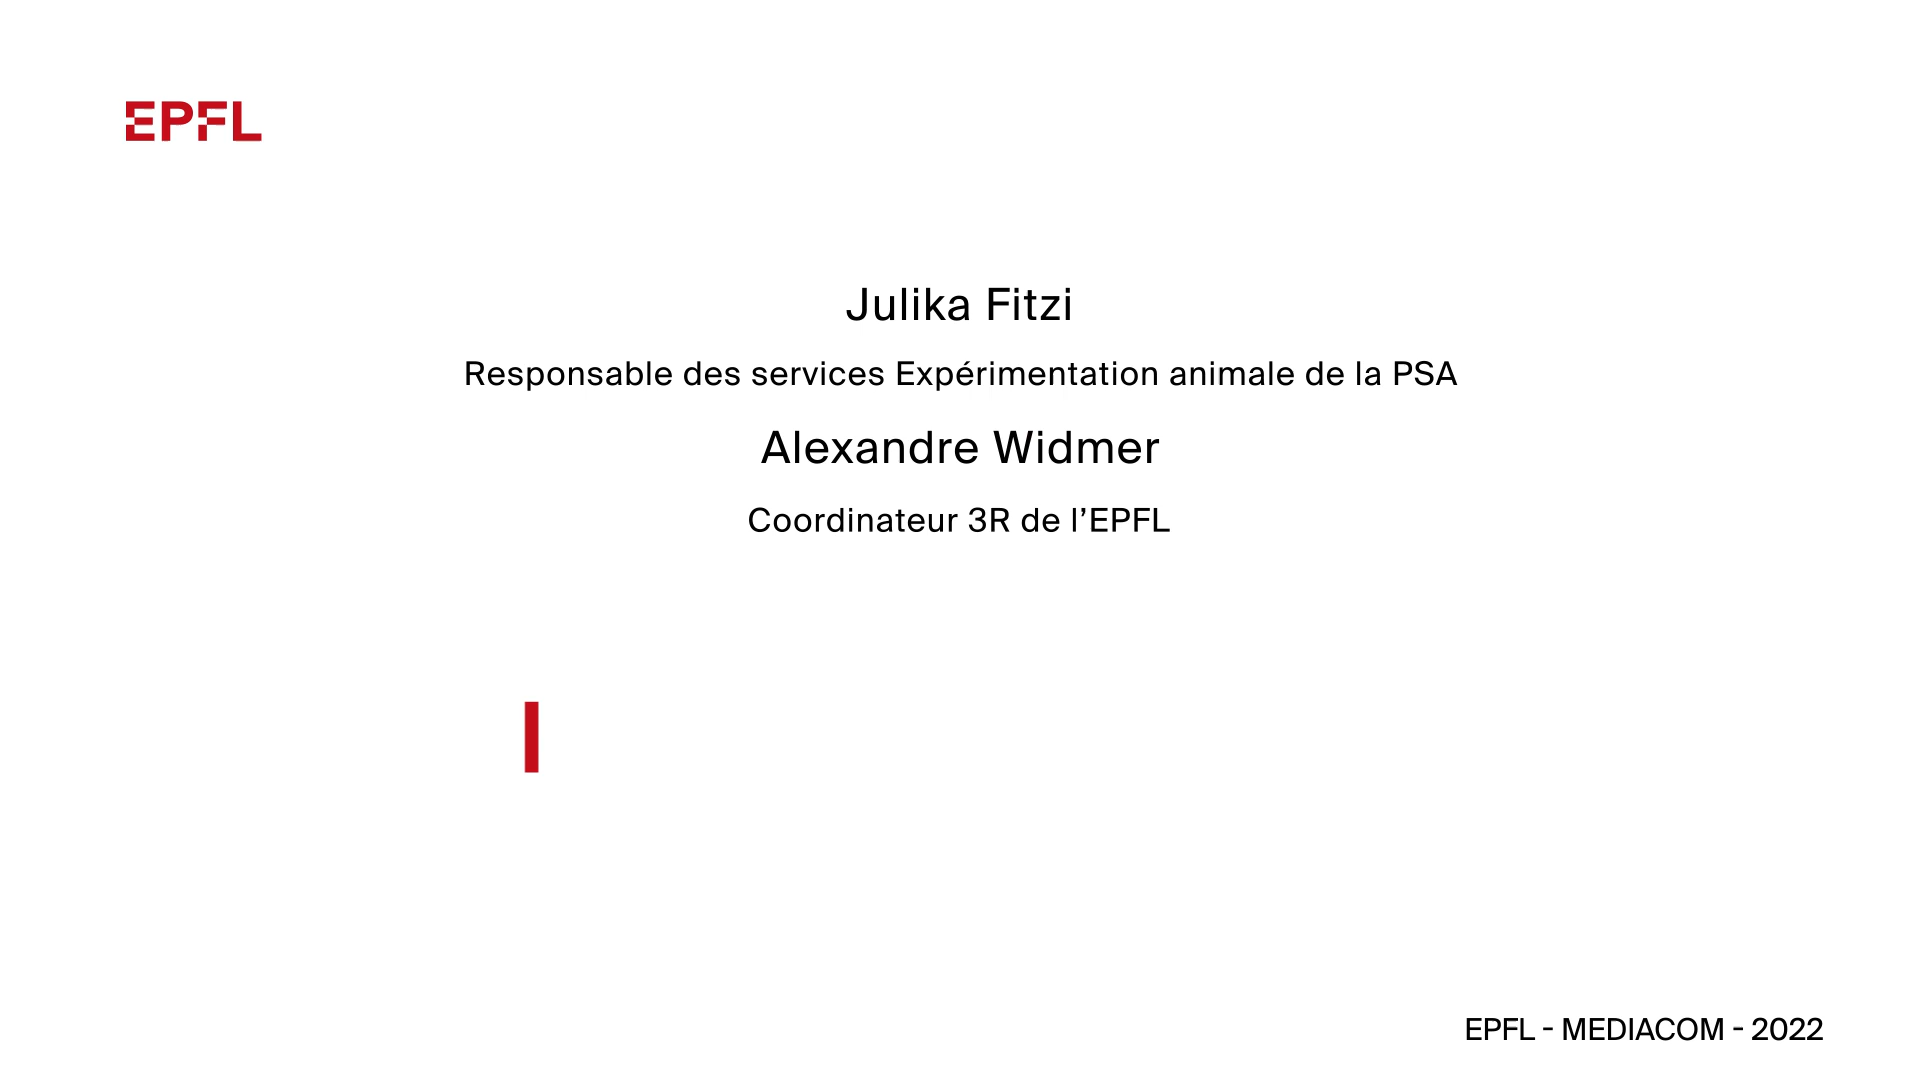 EPFL
Julika Fitzi
Responsable des services Expérimentation animale de la PSA
Alexandre Widmer
Coordinateur 3R de l’EPFL
EPFL - MEDIACOM - 2022